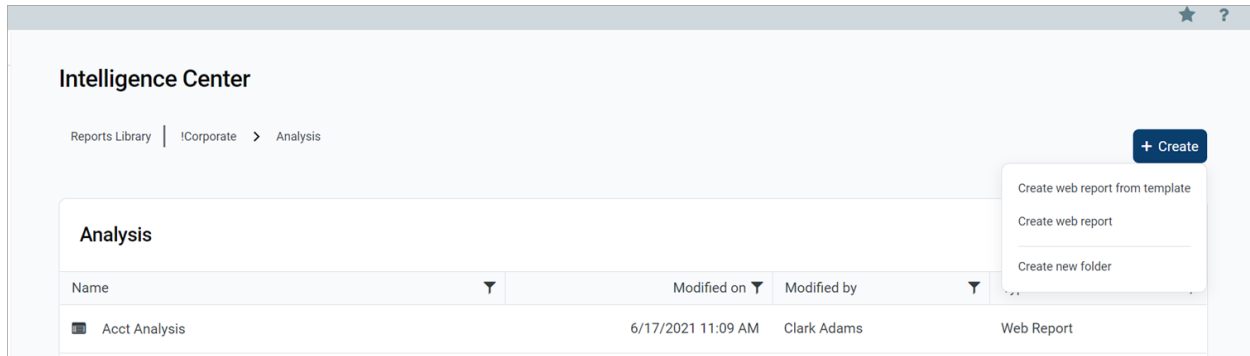 ?
Intelligence Center
Reports Library | !Corporate > Analysis
+ Create
Create web report from template
Create web report
Create new folder
Analysis
Name Modified on Modified by
Acct Analysis 6/17/2021 11:09 AM Clark Adams Web Report